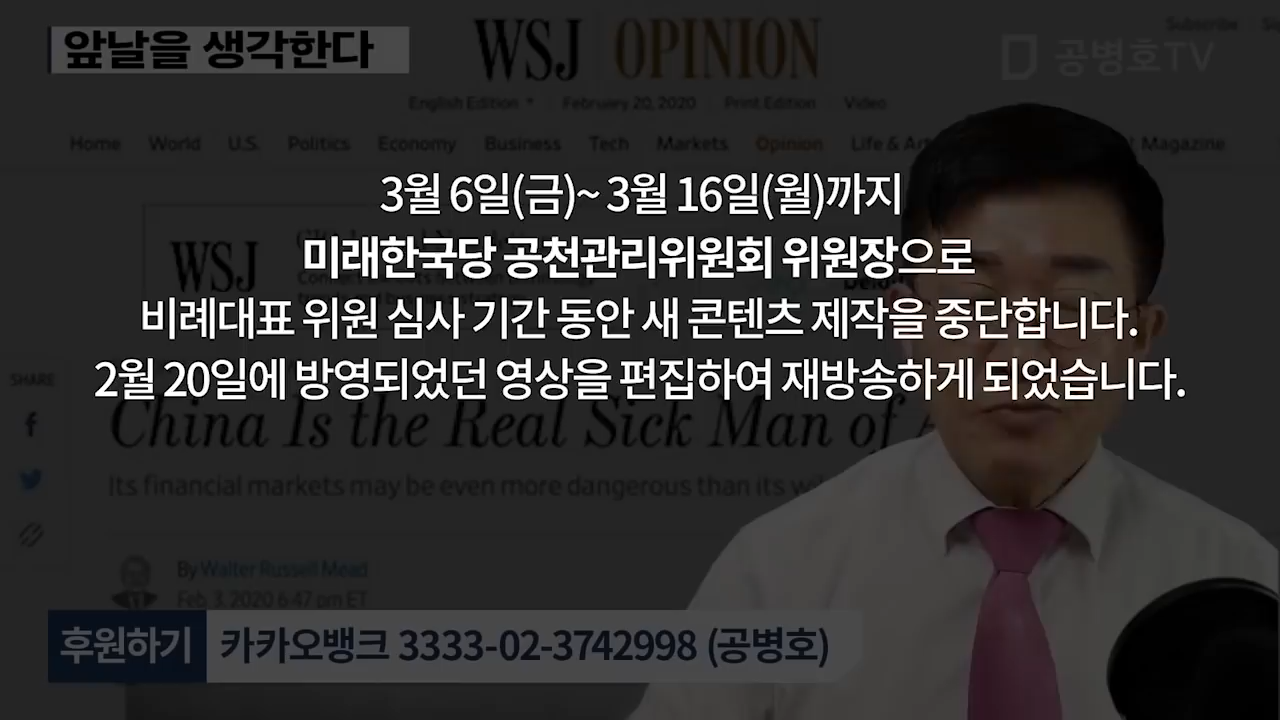 앞날을 생각한다
WSJ OPINION
공병호TV
English Edition February 20, 2020 Print Edition Video
Home World U.S. Politics Economy Business Tech Markets Opinion Life & Magazine
3월 6일(금)~ 3월 16일(월)까지
WSJ
미래한국당 공천관리위원회 위원장으로
비례대표 위원 심사 기간 동안 새 콘텐츠 제작을 중단합니다.
2월 20일에 방영되었던 영상을 편집하여 재방송하게 되었습니다.
SHARE
China Is the Real Sick Man of
Its financial markets may be even more dangerous than its
By Walter Russell Mead
Feb. 3, 2020 6:47 pm ET
후원하기 카카오뱅크 3333-02-3742998 (공병호)